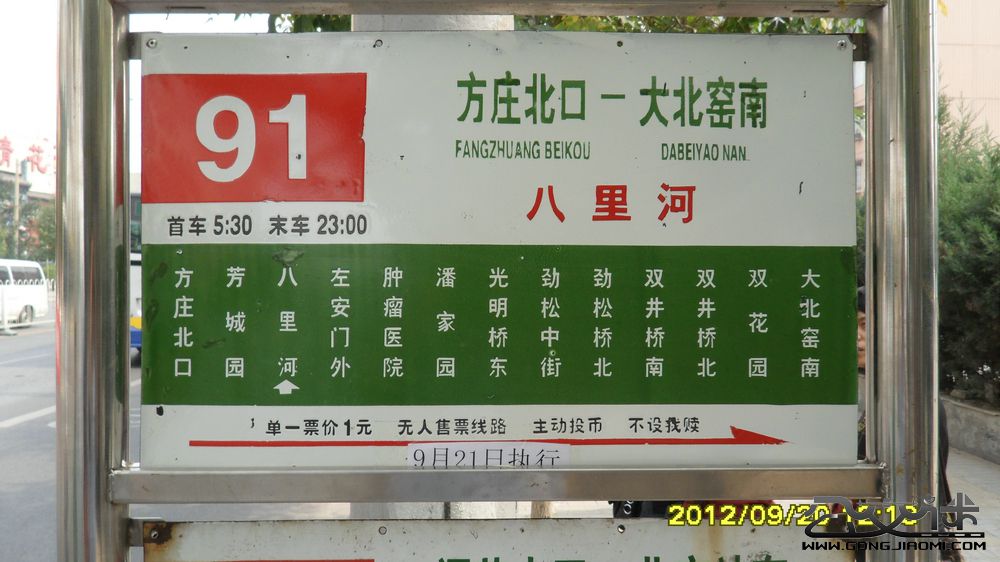 91
方庄北口 — 大北窑南
FANGZHUANG BEIKOU DABEIYAO NAN
八里河
首车 5:30 末车 23:00
方庄北口
芳城园
八里河
左安门外
肿瘤医院
潘家园
光明桥东
劲松中街
劲松桥北
双井桥南
双井桥北
双花园
大北窑南
单一票价1元 无人售票线路 主动投币 不设找赎
9月21日执行
2012/09/20
WWW.GANGJIAOMI.COM